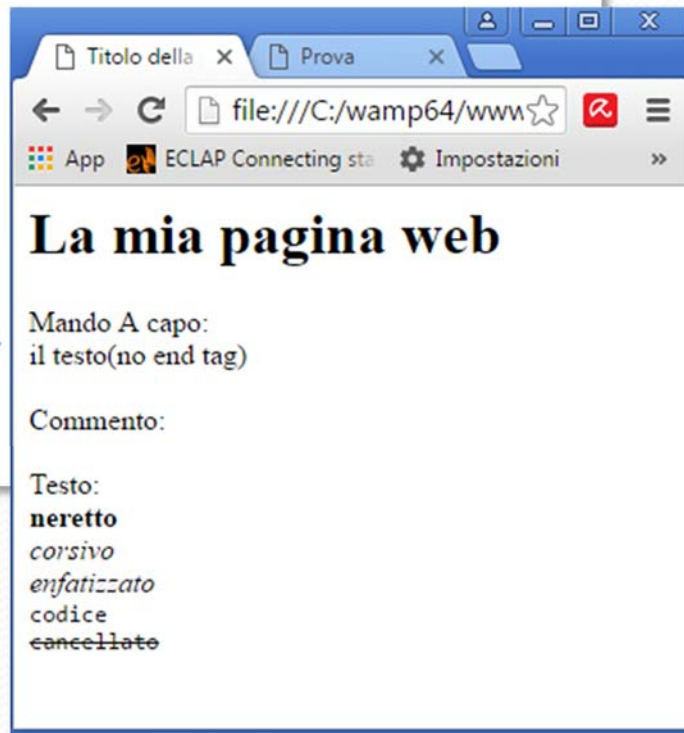 Titolo della
Prova
file:///C:/wamp64/www
App ECLAP Connecting sta Impostazioni »
La mia pagina web
Mando A capo:
il testo(no end tag)
Commento:
Testo:
neretto
corsivo
enfatizzato
codice
cancellato